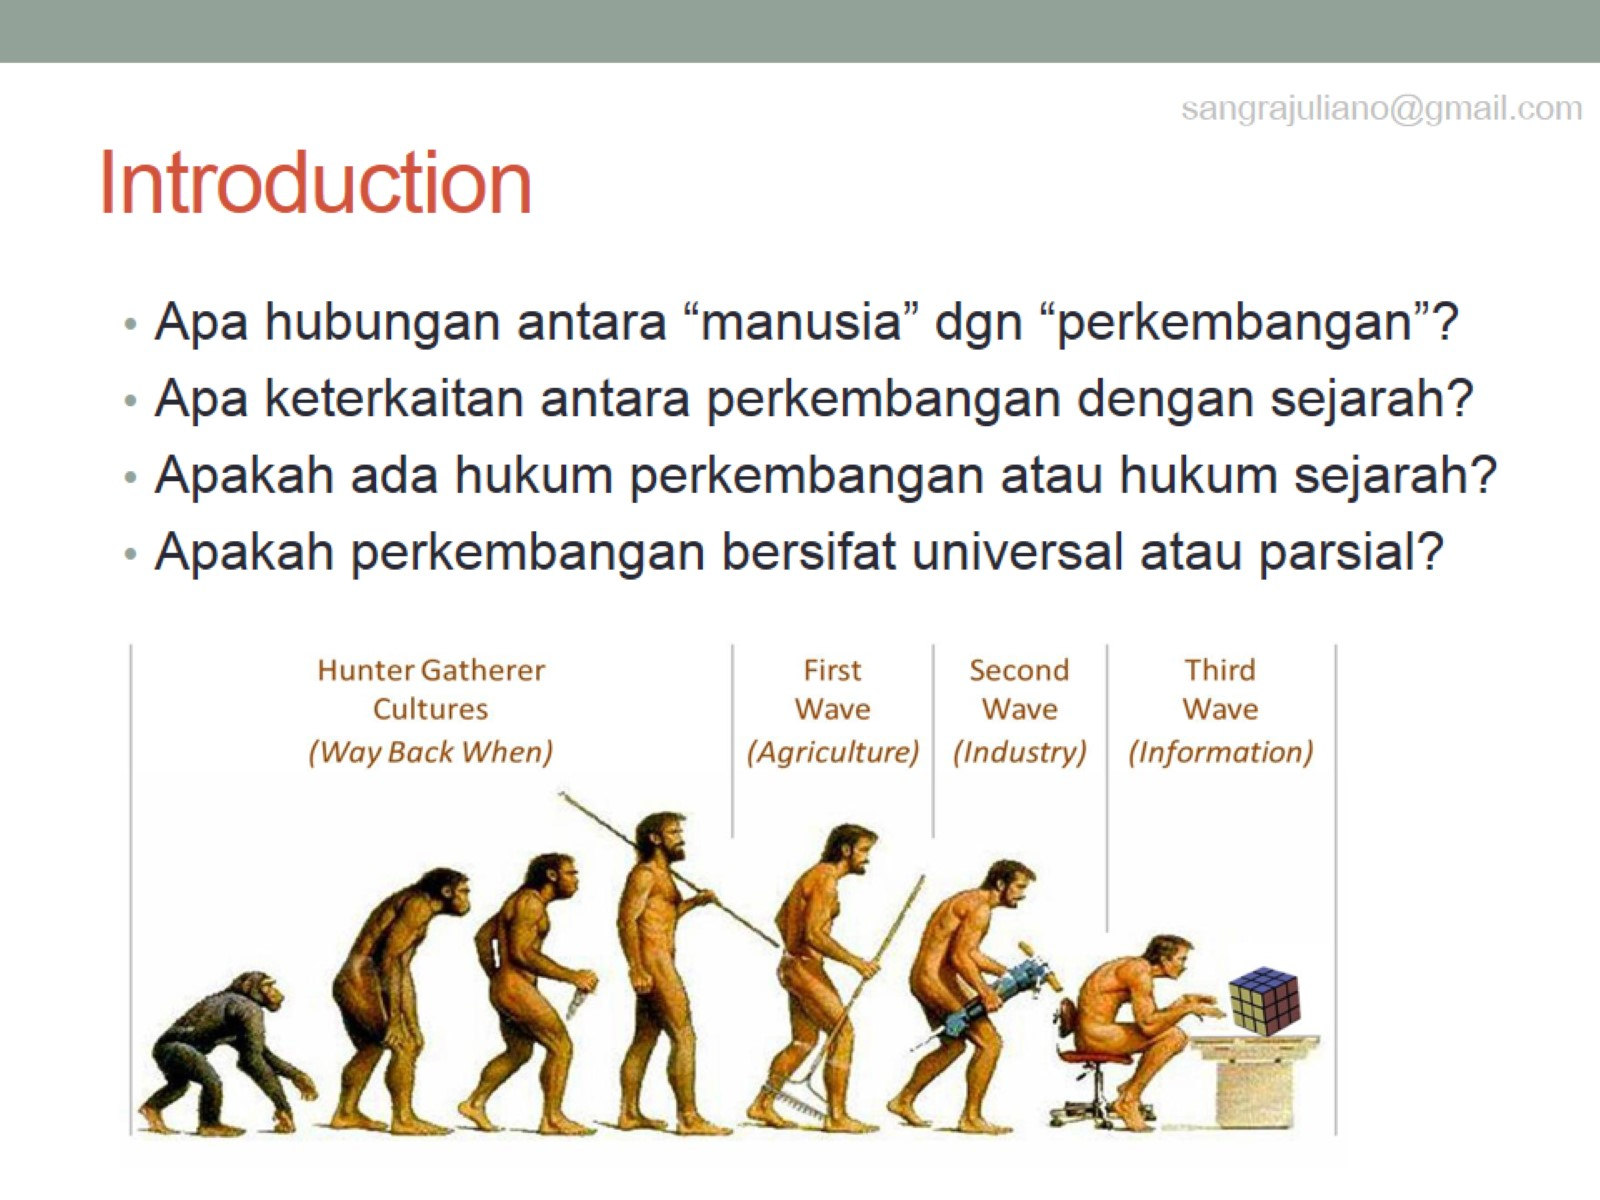 sangrajuliano@gmail.com
Introduction
• Apa hubungan antara “manusia” dgn “perkembangan”?
• Apa keterkaitan antara perkembangan dengan sejarah?
• Apakah ada hukum perkembangan atau hukum sejarah?
• Apakah perkembangan bersifat universal atau parsial?
Hunter Gatherer
Cultures
(Way Back When)
First
Wave
(Agriculture)
Second
Wave
(Industry)
Third
Wave
(Information)